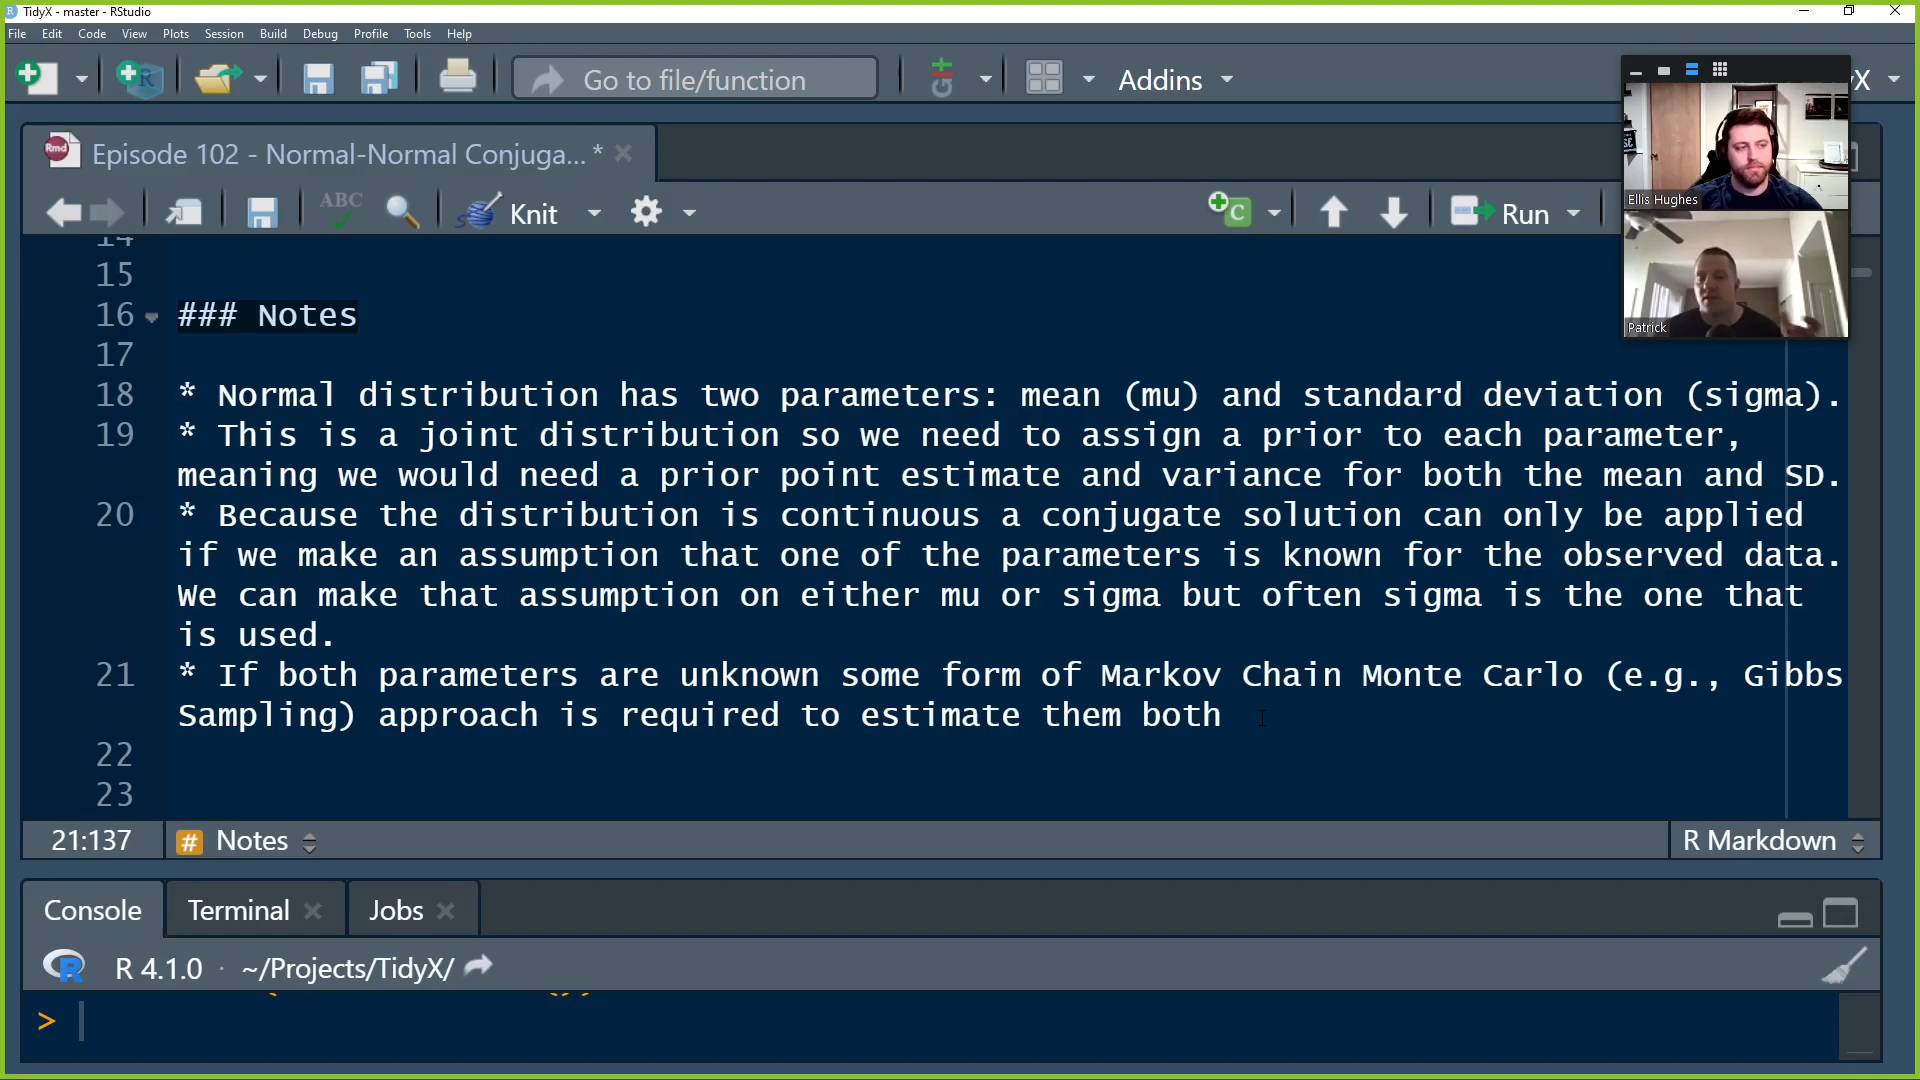 TidyX - master - RStudio
File Edit Code View Plots Session Build Debug Profile Tools Help
Go to file/function
Addins
X
Episode 102 - Normal-Normal Conjuga... *
Rmd
ABC
Knit
C
Run
Ellis Hughes
Patrick
14
15
16 ### Notes
17
18 * Normal distribution has two parameters: mean (mu) and standard deviation (sigma).
19 * This is a joint distribution so we need to assign a prior to each parameter,
meaning we would need a prior point estimate and variance for both the mean and SD.
20 * Because the distribution is continuous a conjugate solution can only be applied
if we make an assumption that one of the parameters is known for the observed data.
We can make that assumption on either mu or sigma but often sigma is the one that
is used.
21 * If both parameters are unknown some form of Markov Chain Monte Carlo (e.g., Gibbs
Sampling) approach is required to estimate them both
22
23
21:137 # Notes R Markdown
Console Terminal Jobs
R R 4.1.0 · ~/Projects/TidyX/
>